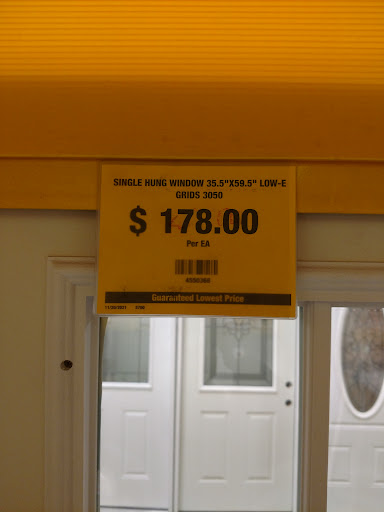 SINGLE HUNG WINDOW 35.5"X59.5" LOW-E
GRIDS 3050
$ 178.00
Per EA
Guaranteed Lowest Price